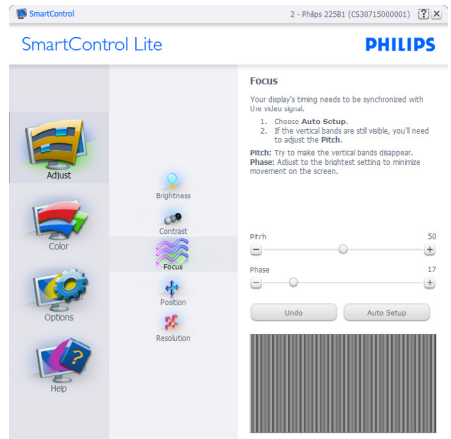 SmartControl
2 - Philips 225B1 (CS30715000001)
? X
SmartControl Lite
PHILIPS
Adjust
Color
Options
Help
Brightness
Contrast
Focus
Position
Resolution
Focus
Your display's timing needs to be synchronized with
the video signal.
1. Choose Auto Setup.
2. If the vertical bands are still visible, you'll need
to adjust the Pitch.
Pitch: Try to make the vertical bands disappear.
Phase: Adjust to the brightest setting to minimize
movement on the screen.
Pitch 50
− +
Phase 17
− +
Undo Auto Setup